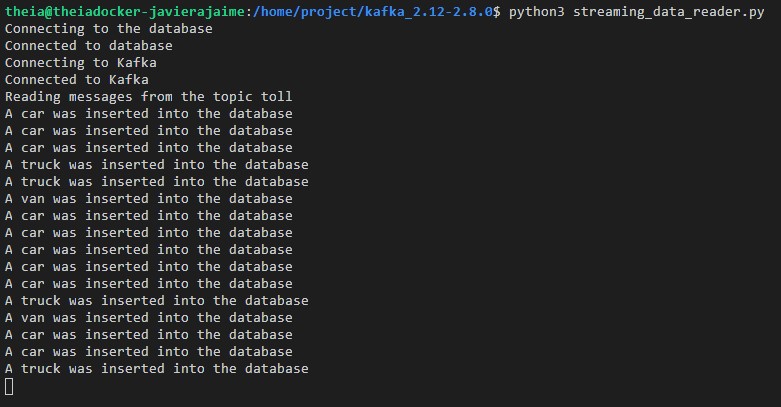 theia@theiadocker-javierajaime:/home/project/kafka_2.12-2.8.0$ python3 streaming_data_reader.py
Connecting to the database
Connected to database
Connecting to Kafka
Connected to Kafka
Reading messages from the topic toll
A car was inserted into the database
A car was inserted into the database
A car was inserted into the database
A truck was inserted into the database
A truck was inserted into the database
A van was inserted into the database
A car was inserted into the database
A car was inserted into the database
A car was inserted into the database
A car was inserted into the database
A car was inserted into the database
A truck was inserted into the database
A van was inserted into the database
A car was inserted into the database
A car was inserted into the database
A truck was inserted into the database